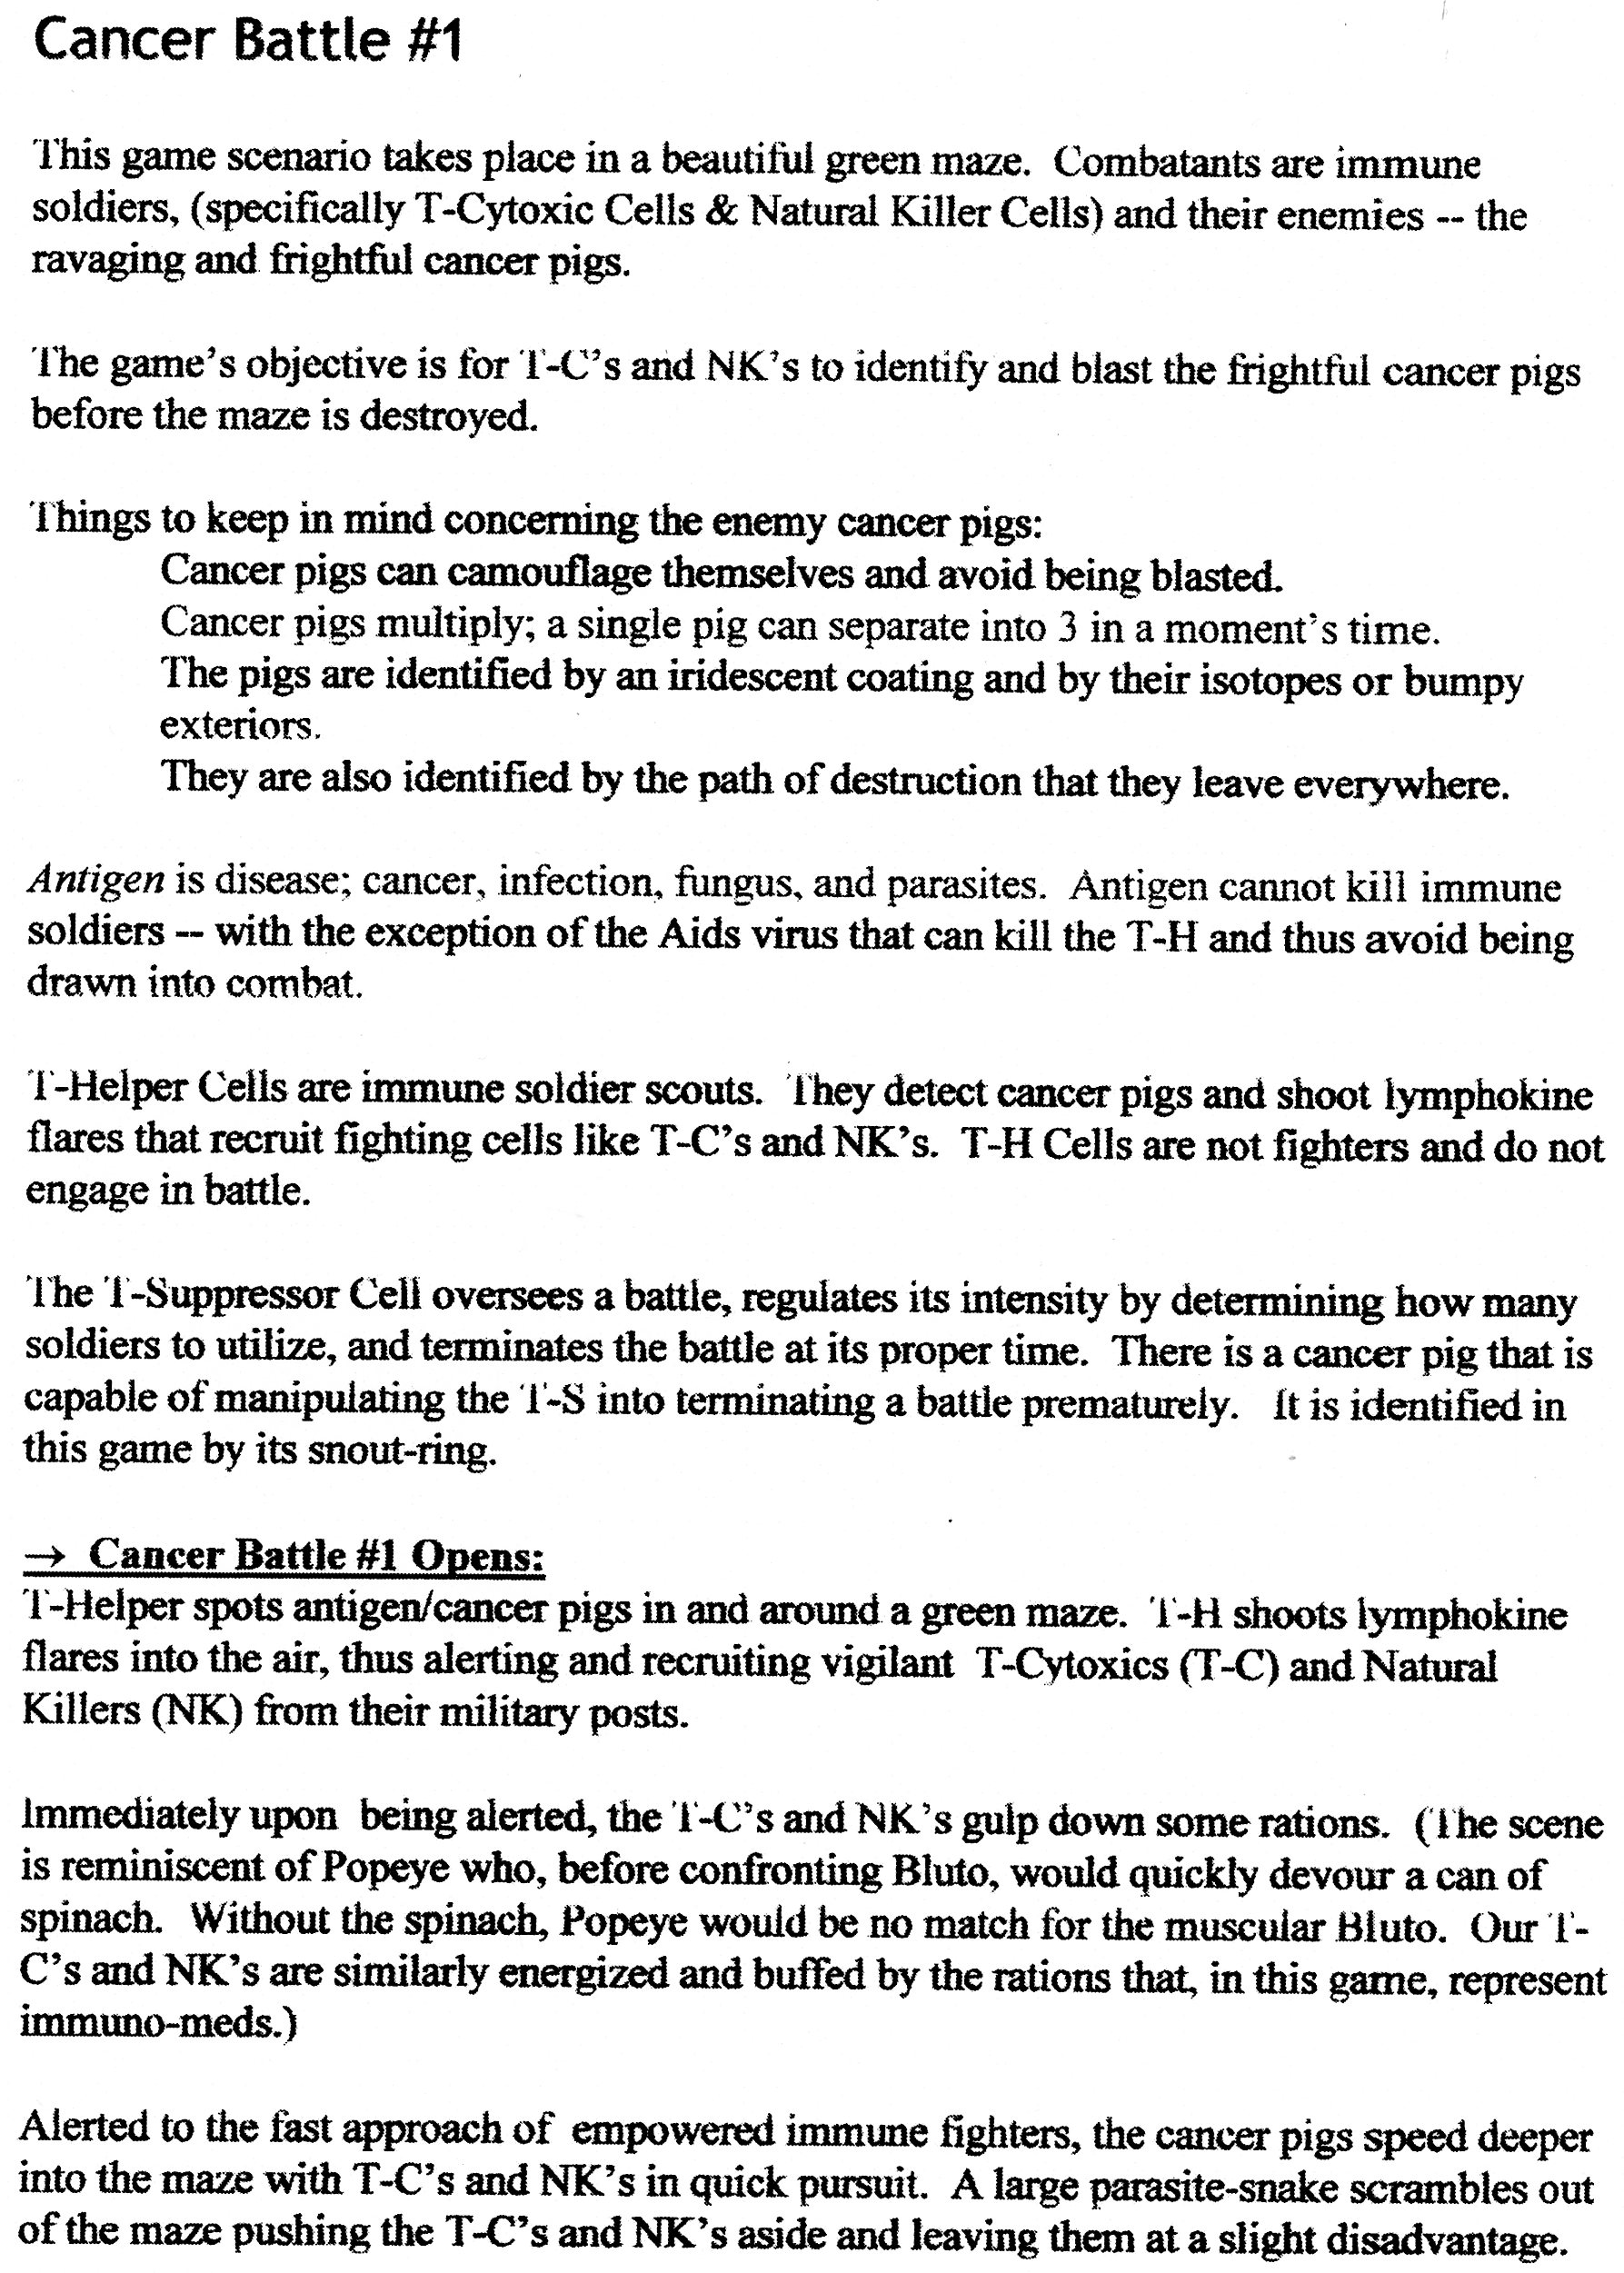 Cancer Battle #1
This game scenario takes place in a beautiful green maze.  Combatants are immune
soldiers, (specifically T-Cytoxic Cells & Natural Killer Cells) and their enemies -- the
ravaging and frightful cancer pigs.
The game's objective is for T-C's and NK's to identify and blast the frightful cancer pigs
before the maze is destroyed.
Things to keep in mind concerning the enemy cancer pigs:
Cancer pigs can camouflage themselves and avoid being blasted.
Cancer pigs multiply; a single pig can separate into 3 in a moment's time.
The pigs are identified by an iridescent coating and by their isotopes or bumpy
exteriors.
They are also identified by the path of destruction that they leave everywhere.
Antigen is disease; cancer, infection, fungus, and parasites.  Antigen cannot kill immune
soldiers -- with the exception of the Aids virus that can kill the T-H and thus avoid being
drawn into combat.
T-Helper Cells are immune soldier scouts.  They detect cancer pigs and shoot lymphokine
flares that recruit fighting cells like T-C's and NK's.  T-H Cells are not fighters and do not
engage in battle.
The T-Suppressor Cell oversees a battle, regulates its intensity by determining how many
soldiers to utilize, and terminates the battle at its proper time.  There is a cancer pig that is
capable of manipulating the T-S into terminating a battle prematurely.   It is identified in
this game by its snout-ring.
→ Cancer Battle #1 Opens:
T-Helper spots antigen/cancer pigs in and around a green maze.  T-H shoots lymphokine
flares into the air, thus alerting and recruiting vigilant  T-Cytoxics (T-C) and Natural
Killers (NK) from their military posts.
Immediately upon  being alerted, the T-C's and NK's gulp down some rations.  (The scene
is reminiscent of Popeye who, before confronting Bluto, would quickly devour a can of
spinach.  Without the spinach, Popeye would be no match for the muscular Bluto.  Our T-
C's and NK's are similarly energized and buffed by the rations that, in this game, represent
immuno-meds.)
Alerted to the fast approach of  empowered immune fighters, the cancer pigs speed deeper
into the maze with T-C's and NK's in quick pursuit.  A large parasite-snake scrambles out
of the maze pushing the T-C's and NK's aside and leaving them at a slight disadvantage.